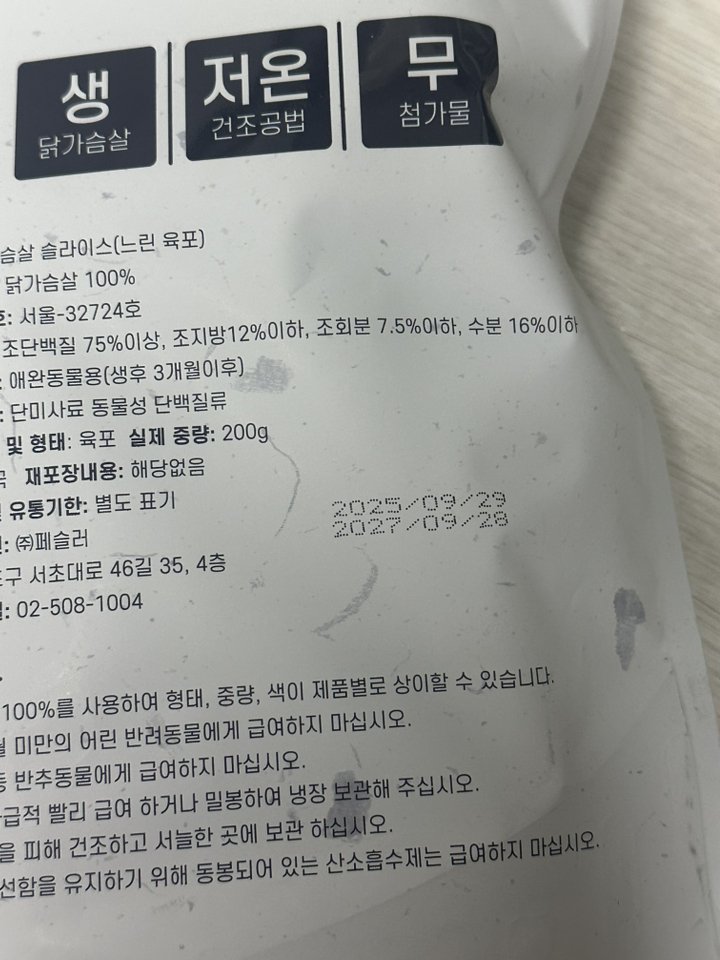 생
닭가슴살
저온
건조공법
무
첨가물
슴살 슬라이스(느린 육포)
닭가슴살 100%
호: 서울-32724호
조단백질 75%이상, 조지방12%이하, 조회분 7.5%이하, 수분 16%이하
: 애완동물용(생후 3개월이후)
: 단미사료 동물성 단백질류
및 형태: 육포 실제 중량: 200g
재포장내용: 해당없음
유통기한: 별도 표기
2025/09/29
2027/09/28
: ㈜페슬러
구 서초대로 46길 35, 4층
: 02-508-1004
100%를 사용하여 형태, 중량, 색이 제품별로 상이할 수 있습니다.
월 미만의 어린 반려동물에게 급여하지 마십시오.
등 반추동물에게 급여하지 마십시오.
급적 빨리 급여 하거나 밀봉하여 냉장 보관해 주십시오.
을 피해 건조하고 서늘한 곳에 보관 하십시오.
선함을 유지하기 위해 동봉되어 있는 산소흡수제는 급여하지 마십시오.